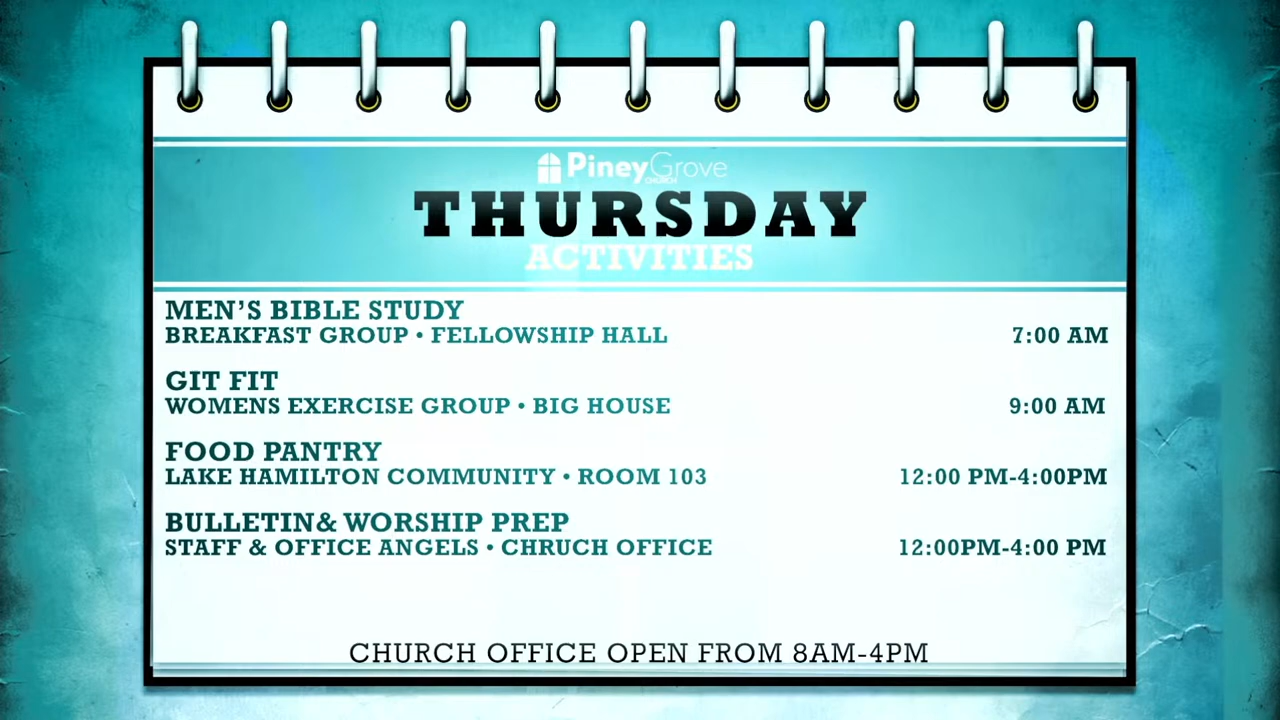 PineyGrove
CHURCH
THURSDAY
ACTIVITIES
MEN'S BIBLE STUDY
BREAKFAST GROUP • FELLOWSHIP HALL 7:00 AM
GIT FIT
WOMENS EXERCISE GROUP • BIG HOUSE 9:00 AM
FOOD PANTRY
LAKE HAMILTON COMMUNITY • ROOM 103 12:00 PM-4:00PM
BULLETIN& WORSHIP PREP
STAFF & OFFICE ANGELS • CHRUCH OFFICE 12:00PM-4:00 PM
CHURCH OFFICE OPEN FROM 8AM-4PM